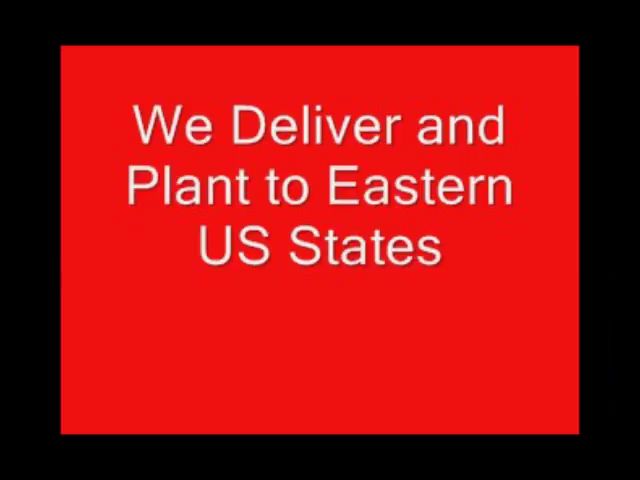 We Deliver and
Plant to Eastern
US States